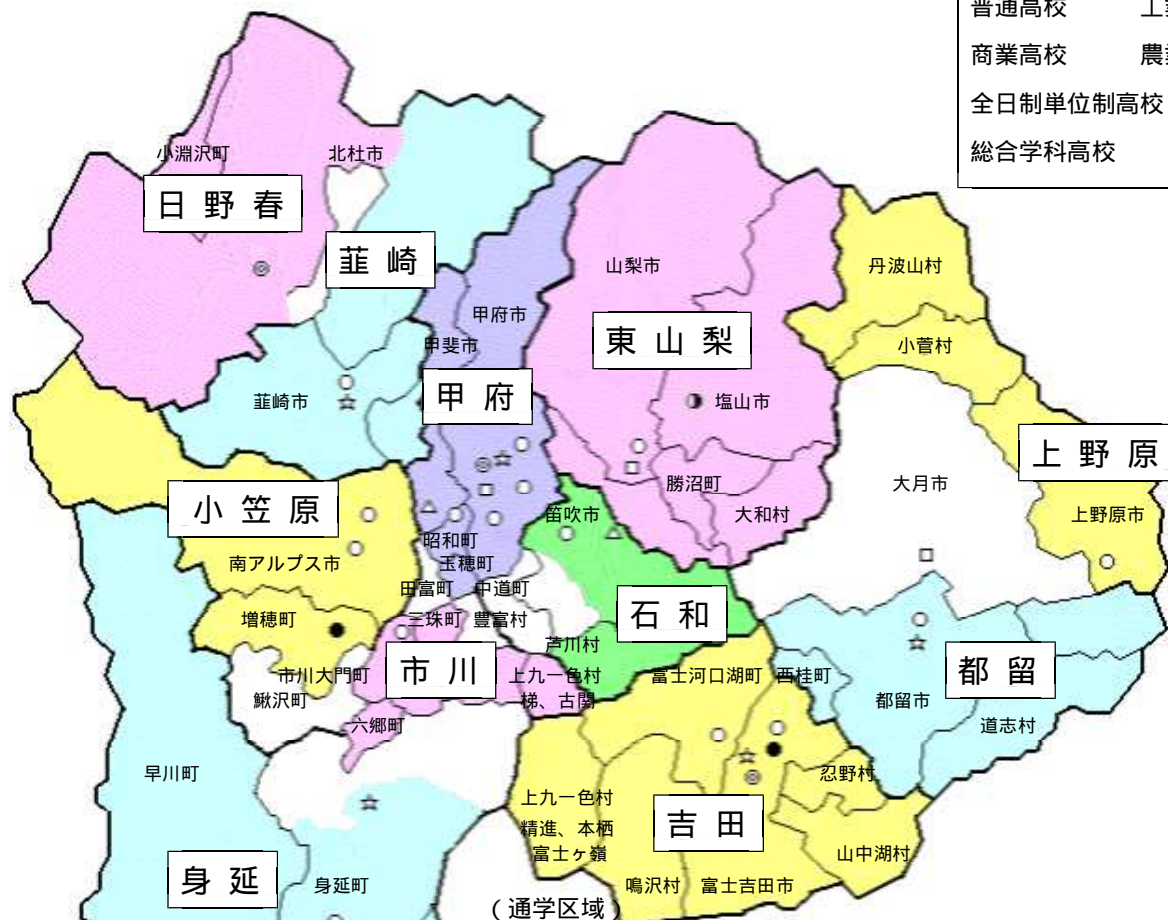 普通高校
商業高校
全日制単位制高校
総合学科高校
小淵沢町
北杜市
日野春
韮崎
山梨市
丹波山村
甲府市
甲斐市
東山梨
小菅村
韮崎市
甲府
塩山市
上野原
勝沼町
大月市
小笠原
笛吹市
大和村
上野原市
昭和町
南アルプス市
玉穂町
田富町
中道町
石和
増穂町
三珠町
豊富村
芦川村
市川
都留
市川大門町
上九一色村
梯、古関
富士河口湖町
西桂町
鰍沢町
都留市
六郷町
道志村
早川町
忍野村
上九一色村
精進、本栖
富士ヶ嶺
吉田
山中湖村
身延
身延町
鳴沢村
富士吉田市
(通学区域)